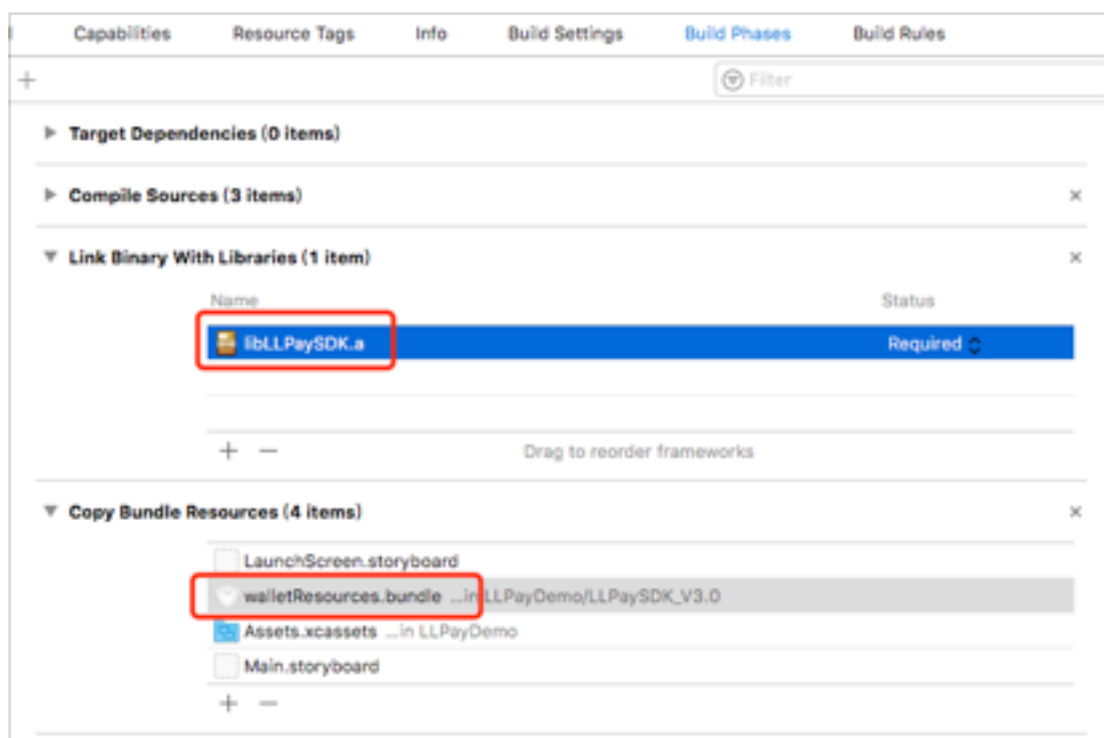 Capabilities Resource Tags Info Build Settings Build Phases Build Rules
Filter
Target Dependencies (0 items)
Compile Sources (3 items)
Link Binary With Libraries (1 item)
Name Status
libLLPaySDK.a Required
Drag to reorder frameworks
Copy Bundle Resources (4 items)
LaunchScreen.storyboard
walletResources.bundle ...in LLPayDemo/LLPaySDK_V3.0
Assets.xcassets ...in LLPayDemo
Main.storyboard